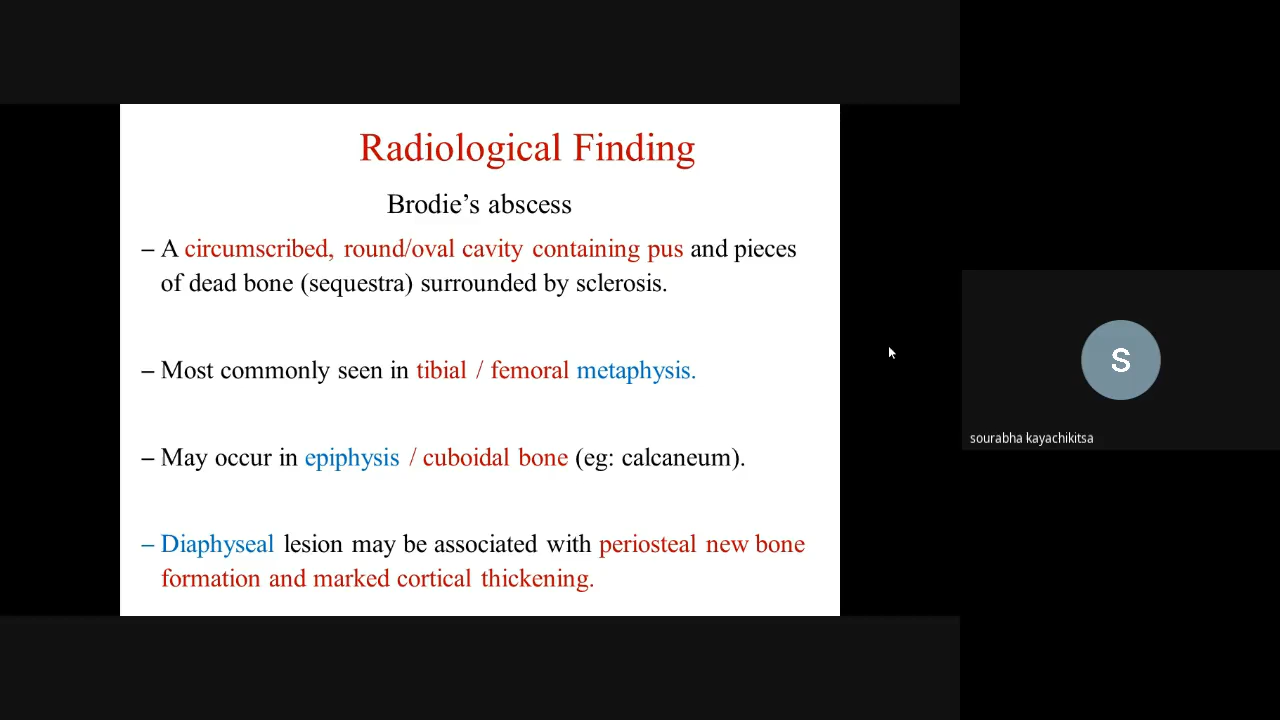 Radiological Finding
Brodie’s abscess
– A circumscribed, round/oval cavity containing pus and pieces
of dead bone (sequestra) surrounded by sclerosis.
– Most commonly seen in tibial / femoral metaphysis.
– May occur in epiphysis / cuboidal bone (eg: calcaneum).
– Diaphyseal lesion may be associated with periosteal new bone
formation and marked cortical thickening.
S
sourabha kayachikitsa